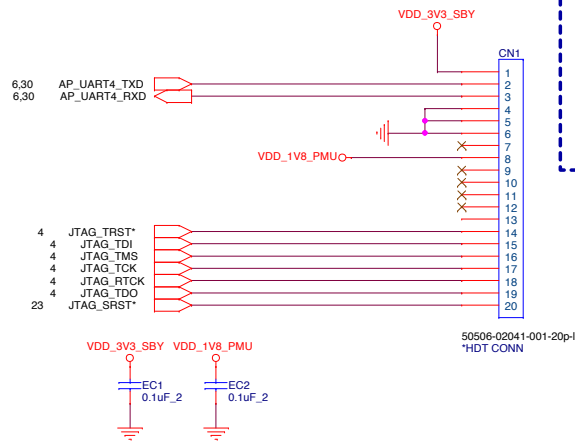 VDD_3V3_SBY
CN1
1
6,30 AP_UART4_TXD 2
6,30 AP_UART4_RXD 3
4
5
6
7
VDD_1V8_PMU 8
9
10
11
12
13
4 JTAG_TRST* 14
4 JTAG_TDI 15
4 JTAG_TMS 16
4 JTAG_TCK 17
4 JTAG_RTCK 18
4 JTAG_TDO 19
23 JTAG_SRST* 20
50506-02041-001-20p-l
*HDT CONN
VDD_3V3_SBY VDD_1V8_PMU
EC1 EC2
0.1uF_2 0.1uF_2